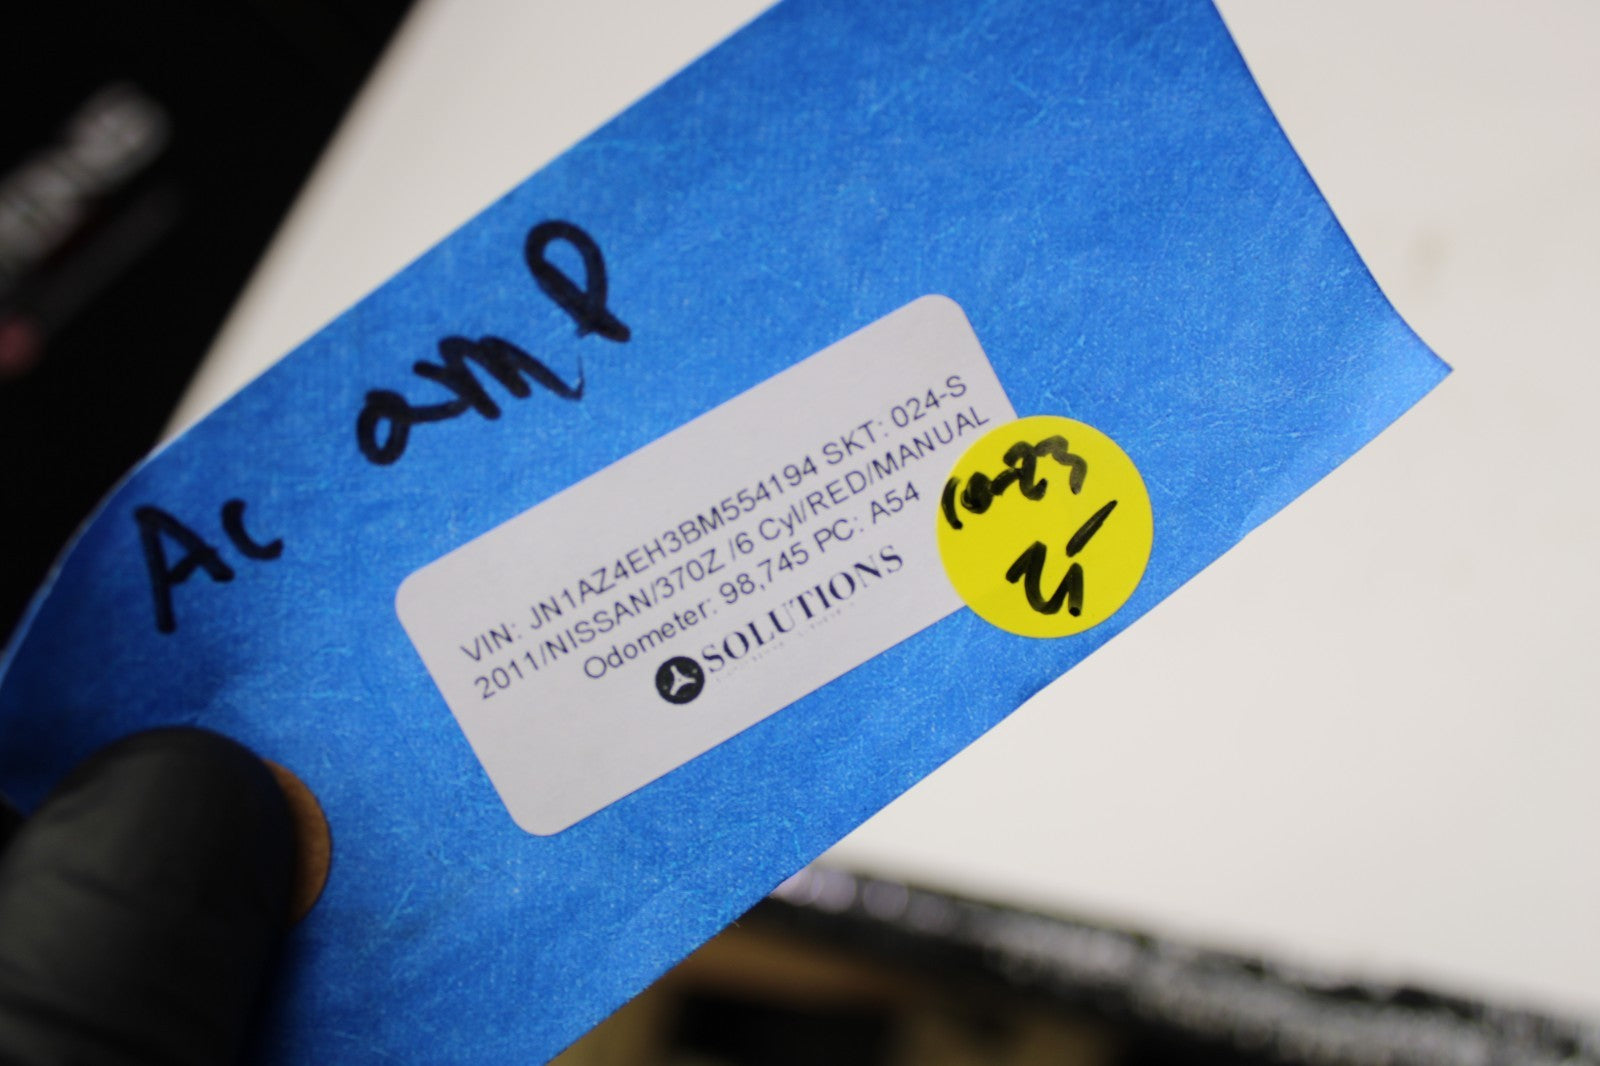 Ac amp
VIN: JN1AZ4EH3BM554194 SKT: 024-S
2011/NISSAN/370Z /6 Cyl/RED/MANUAL
Odometer: 98,745 PC: A54
SOLUTIONS
10-23